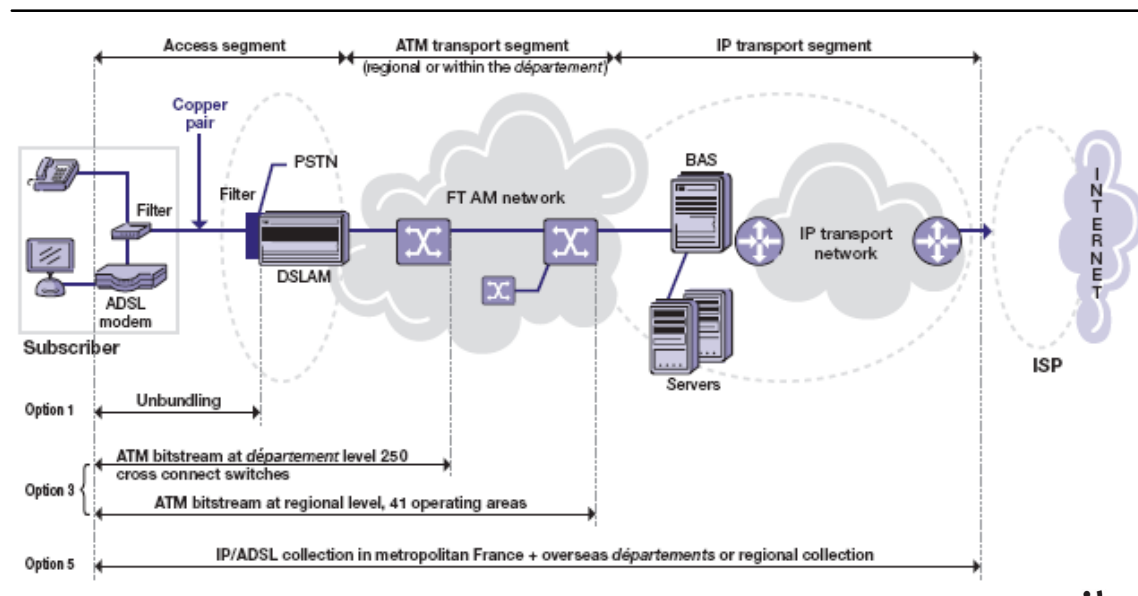 Access segment
ATM transport segment
(regional or within the département)
IP transport segment
Copper
pair
PSTN
Filter
Filter
FT AM network
BAS
IP transport
network
INTERNET
DSLAM
ADSL
modem
Subscriber
Servers
ISP
Option 1
Unbundling
ATM bitstream at département level 250
cross connect switches
Option 3
ATM bitstream at regional level, 41 operating areas
IP/ADSL collection in metropolitan France + overseas départements or regional collection
Option 5